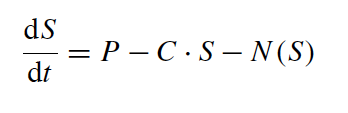 dS/dt = P − C · S − N(S)